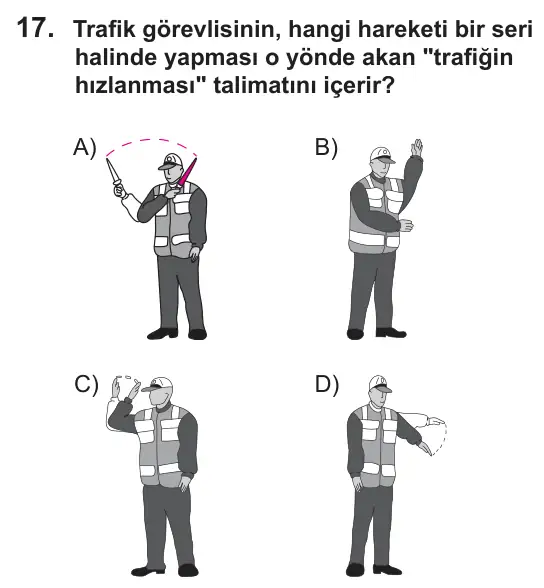 17. Trafik görevlisinin, hangi hareketi bir seri
halinde yapması o yönde akan "trafiğin
hızlanması" talimatını içerir?
A)
B)
C)
D)